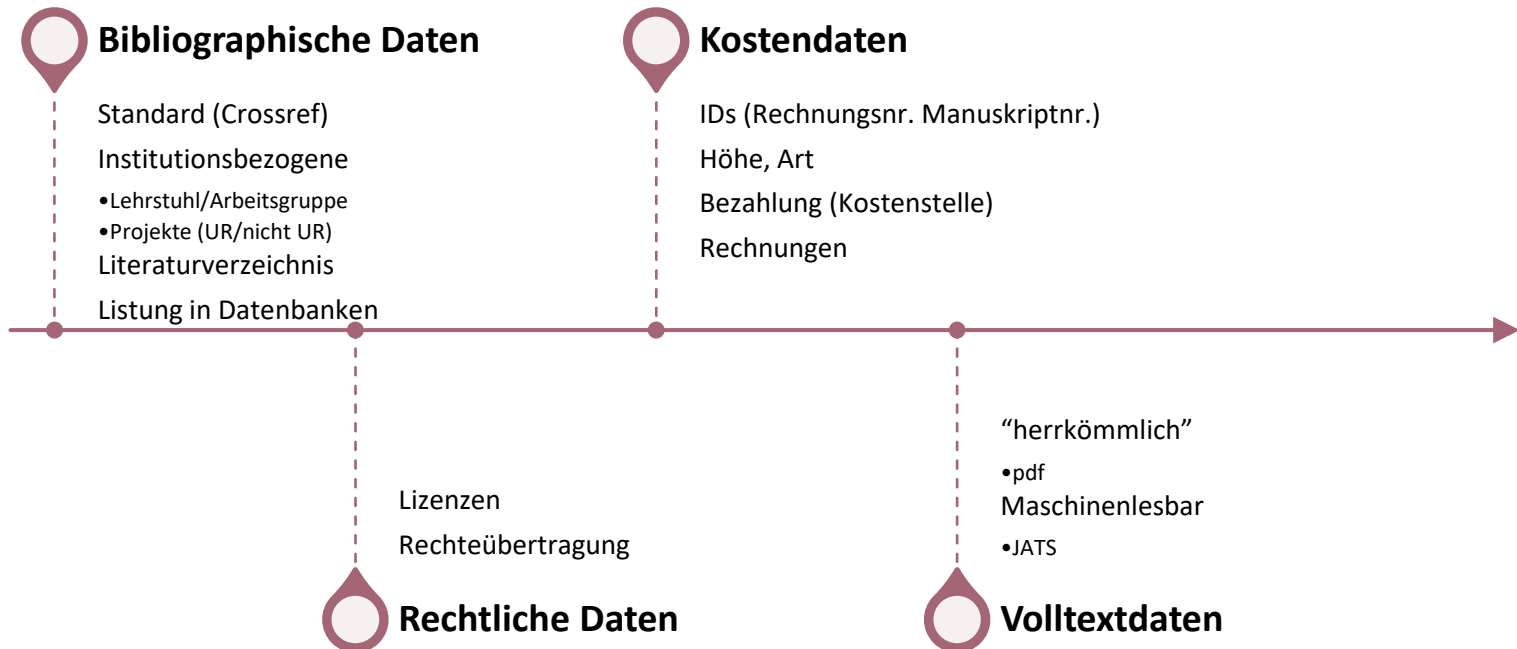 Bibliographische Daten
Standard (Crossref)
Institutionsbezogene
•Lehrstuhl/Arbeitsgruppe
•Projekte (UR/nicht UR)
Literaturverzeichnis
Listung in Datenbanken
Kostendaten
IDs (Rechnungsnr. Manuskriptnr.)
Höhe, Art
Bezahlung (Kostenstelle)
Rechnungen
Lizenzen
Rechteübertragung
Rechtliche Daten
“herrkömmlich”
•pdf
Maschinenlesbar
•JATS
Volltextdaten